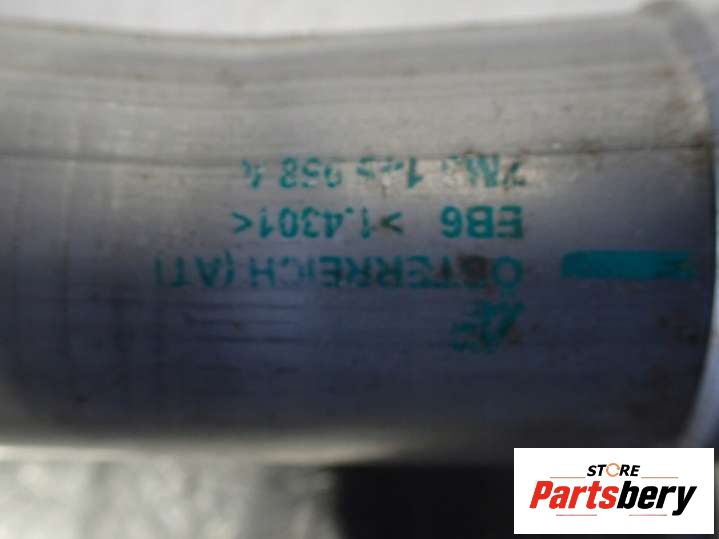 ÖSTERREICH (AT)
EB6 >1.4301<
7M3 145 958
STORE
Partsbery